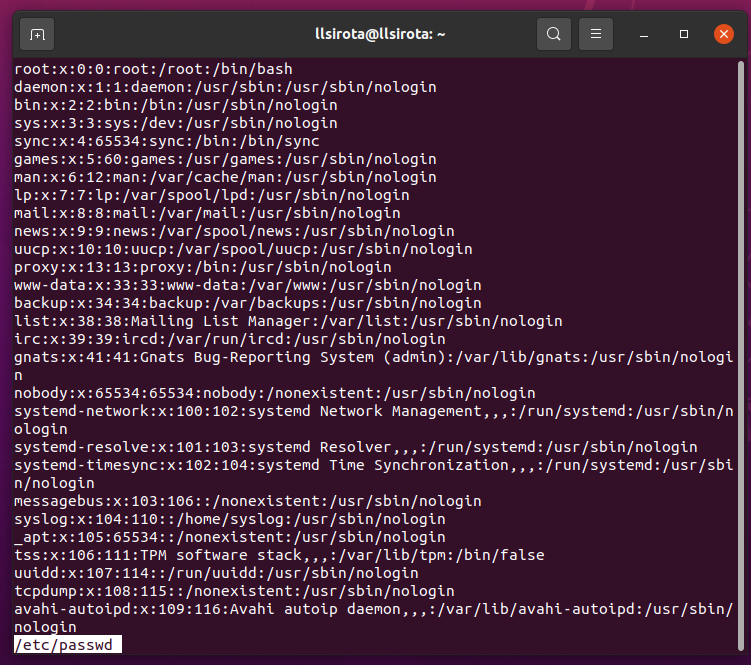 llsirota@llsirota: ~
root:x:0:0:root:/root:/bin/bash
daemon:x:1:1:daemon:/usr/sbin:/usr/sbin/nologin
bin:x:2:2:bin:/bin:/usr/sbin/nologin
sys:x:3:3:sys:/dev:/usr/sbin/nologin
sync:x:4:65534:sync:/bin:/bin/sync
games:x:5:60:games:/usr/games:/usr/sbin/nologin
man:x:6:12:man:/var/cache/man:/usr/sbin/nologin
lp:x:7:7:lp:/var/spool/lpd:/usr/sbin/nologin
mail:x:8:8:mail:/var/mail:/usr/sbin/nologin
news:x:9:9:news:/var/spool/news:/usr/sbin/nologin
uucp:x:10:10:uucp:/var/spool/uucp:/usr/sbin/nologin
proxy:x:13:13:proxy:/bin:/usr/sbin/nologin
www-data:x:33:33:www-data:/var/www:/usr/sbin/nologin
backup:x:34:34:backup:/var/backups:/usr/sbin/nologin
list:x:38:38:Mailing List Manager:/var/list:/usr/sbin/nologin
irc:x:39:39:ircd:/var/run/ircd:/usr/sbin/nologin
gnats:x:41:41:Gnats Bug-Reporting System (admin):/var/lib/gnats:/usr/sbin/nologi
n
nobody:x:65534:65534:nobody:/nonexistent:/usr/sbin/nologin
systemd-network:x:100:102:systemd Network Management,,,:/run/systemd:/usr/sbin/n
ologin
systemd-resolve:x:101:103:systemd Resolver,,,:/run/systemd:/usr/sbin/nologin
systemd-timesync:x:102:104:systemd Time Synchronization,,,:/run/systemd:/usr/sbi
n/nologin
messagebus:x:103:106::/nonexistent:/usr/sbin/nologin
syslog:x:104:110::/home/syslog:/usr/sbin/nologin
_apt:x:105:65534::/nonexistent:/usr/sbin/nologin
tss:x:106:111:TPM software stack,,,:/var/lib/tpm:/bin/false
uuidd:x:107:114::/run/uuidd:/usr/sbin/nologin
tcpdump:x:108:115::/nonexistent:/usr/sbin/nologin
avahi-autoipd:x:109:116:Avahi autoip daemon,,,:/var/lib/avahi-autoipd:/usr/sbin/
nologin
/etc/passwd